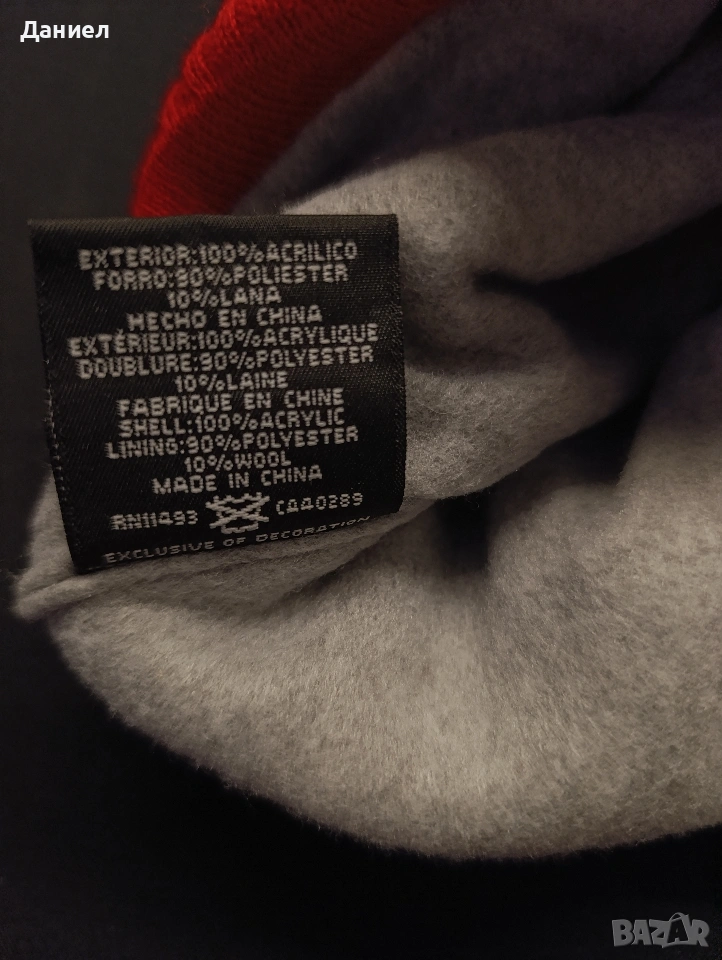 Даниел
EXTERIOR:100%ACRILICO
FORRO:90%POLIESTER
10%LANA
HECHO EN CHINA
EXTÉRIEUR:100%ACRYLIQUE
DOUBLURE:90%POLYESTER
10%LAINE
FABRIQUE EN CHINE
SHELL:100%ACRYLIC
LINING:90%POLYESTER
10%WOOL
MADE IN CHINA
RN11493 CA40289
EXCLUSIVE OF DECORATION
BAZAR